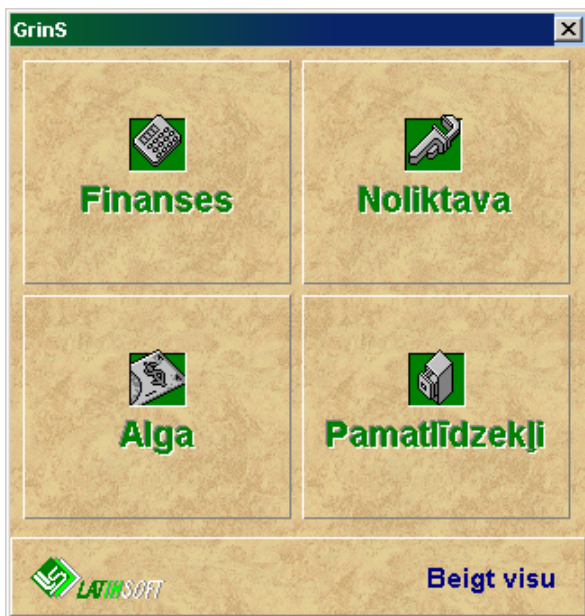 GrinS
Finanses
Noliktava
Alga
Pamatlīdzekļi
LATINSOFT
Beigt visu